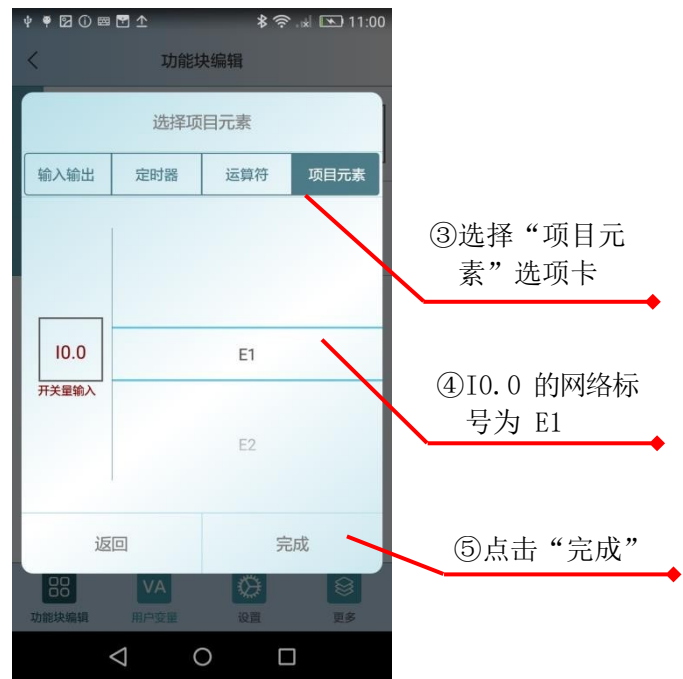 11:00
功能块编辑
选择项目元素
输入输出 定时器 运算符 项目元素
③选择“项目元
素”选项卡
I0.0
开关量输入
E1
④I0.0 的网络标
号为 E1
E2
返回 完成
⑤点击“完成”
VA
功能块编辑 用户变量 设置 更多